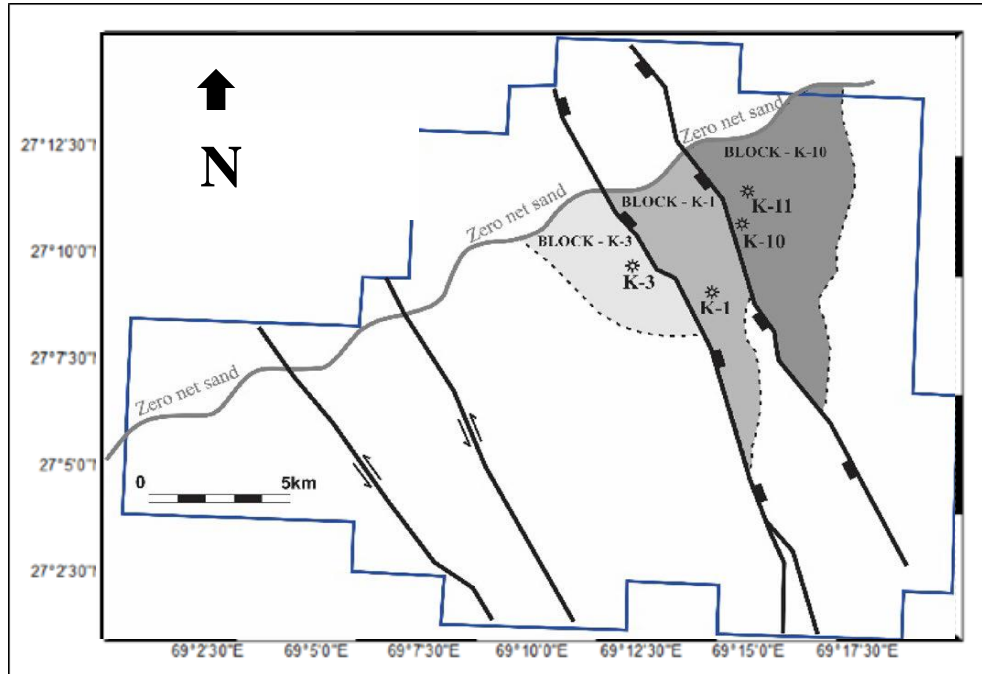 N
Zero net sand
BLOCK - K-10
27°12'30"N
BLOCK - K-1
K-11
Zero net sand
K-10
27°10'0"N
BLOCK - K-3
K-3
K-1
27°7'30"N
Zero net sand
27°5'0"N
0 5km
27°2'30"N
69°2'30"E 69°5'0"E 69°7'30"E 69°10'0"E 69°12'30"E 69°15'0"E 69°17'30"E